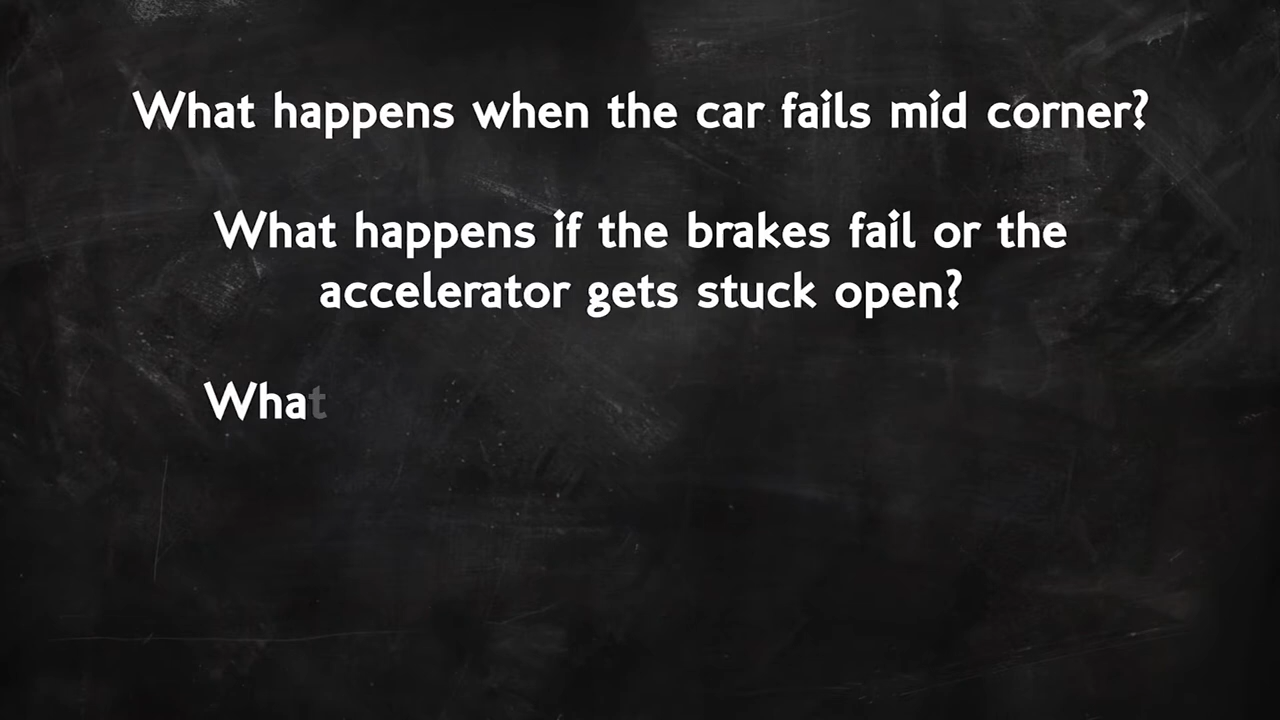 What happens when the car fails mid corner?
What happens if the brakes fail or the
accelerator gets stuck open?
What